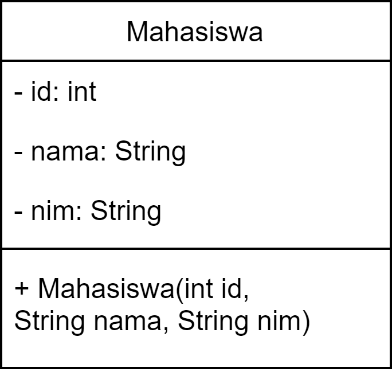 Mahasiswa
- id: int
- nama: String
- nim: String
+ Mahasiswa(int id,
String nama, String nim)